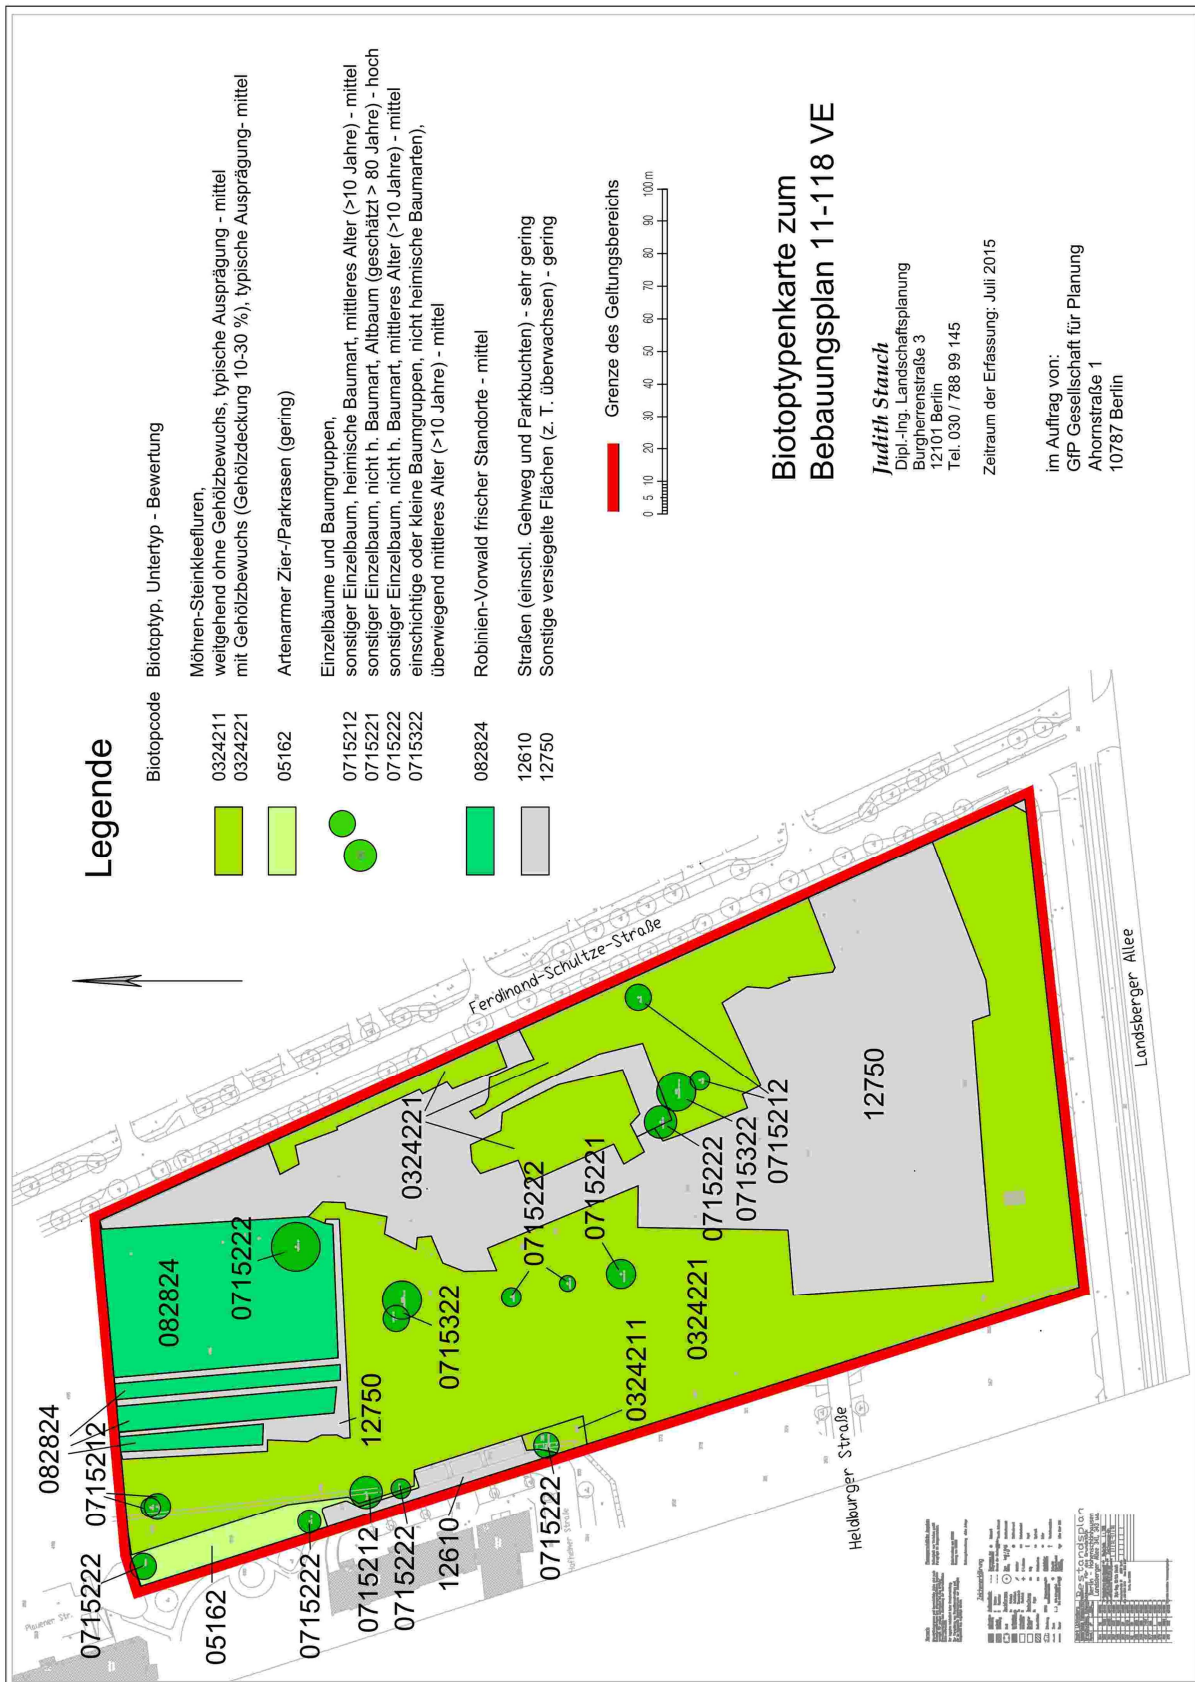 Legende
Biotopcode Biotoptyp, Untertyp - Bewertung
Möhren-Steinkleefluren,
0324211 weitgehend ohne Gehölzbewuchs, typische Ausprägung - mittel
0324221 mit Gehölzbewuchs (Gehölzdeckung 10-30 %), typische Ausprägung- mittel
05162 Artenarmer Zier-/Parkrasen (gering)
Einzelbäume und Baumgruppen,
0715212 sonstiger Einzelbaum, heimische Baumart, mittleres Alter (>10 Jahre) - mittel
0715221 sonstiger Einzelbaum, nicht h. Baumart, Altbaum (geschätzt > 80 Jahre) - hoch
0715222 sonstiger Einzelbaum, nicht h. Baumart, mittleres Alter (>10 Jahre) - mittel
0715322 einschichtige oder kleine Baumgruppen, nicht heimische Baumarten),
überwiegend mittleres Alter (>10 Jahre) - mittel
082824 Robinien-Vorwald frischer Standorte - mittel
12610 Straßen (einschl. Gehweg und Parkbuchten) - sehr gering
12750 Sonstige versiegelte Flächen (z. T. überwachsen) - gering
Grenze des Geltungsbereichs
0 5 10 20 30 40 50 60 70 80 90 100 m
Biotoptypenkarte zum
Bebauungsplan 11-118 VE
Judith Stauch
Dipl.-Ing. Landschaftsplanung
Burgherrenstraße 3
12101 Berlin
Tel. 030 / 788 99 145
Zeitraum der Erfassung: Juli 2015
im Auftrag von:
GfP Gesellschaft für Planung
Ahornstraße 1
10787 Berlin
082824
0715212
0715222
05162
0715222
0715212
0715222
12610
0715222
12750
082824
0715222
0715322
0324211
0324221
0715222
0715221
0324221
0715222
0715322
0715212
12750
Ferdinand-Schultze-Straße
Landsberger Allee
Heldburger Straße
Plauener Str.
Bestandsplan